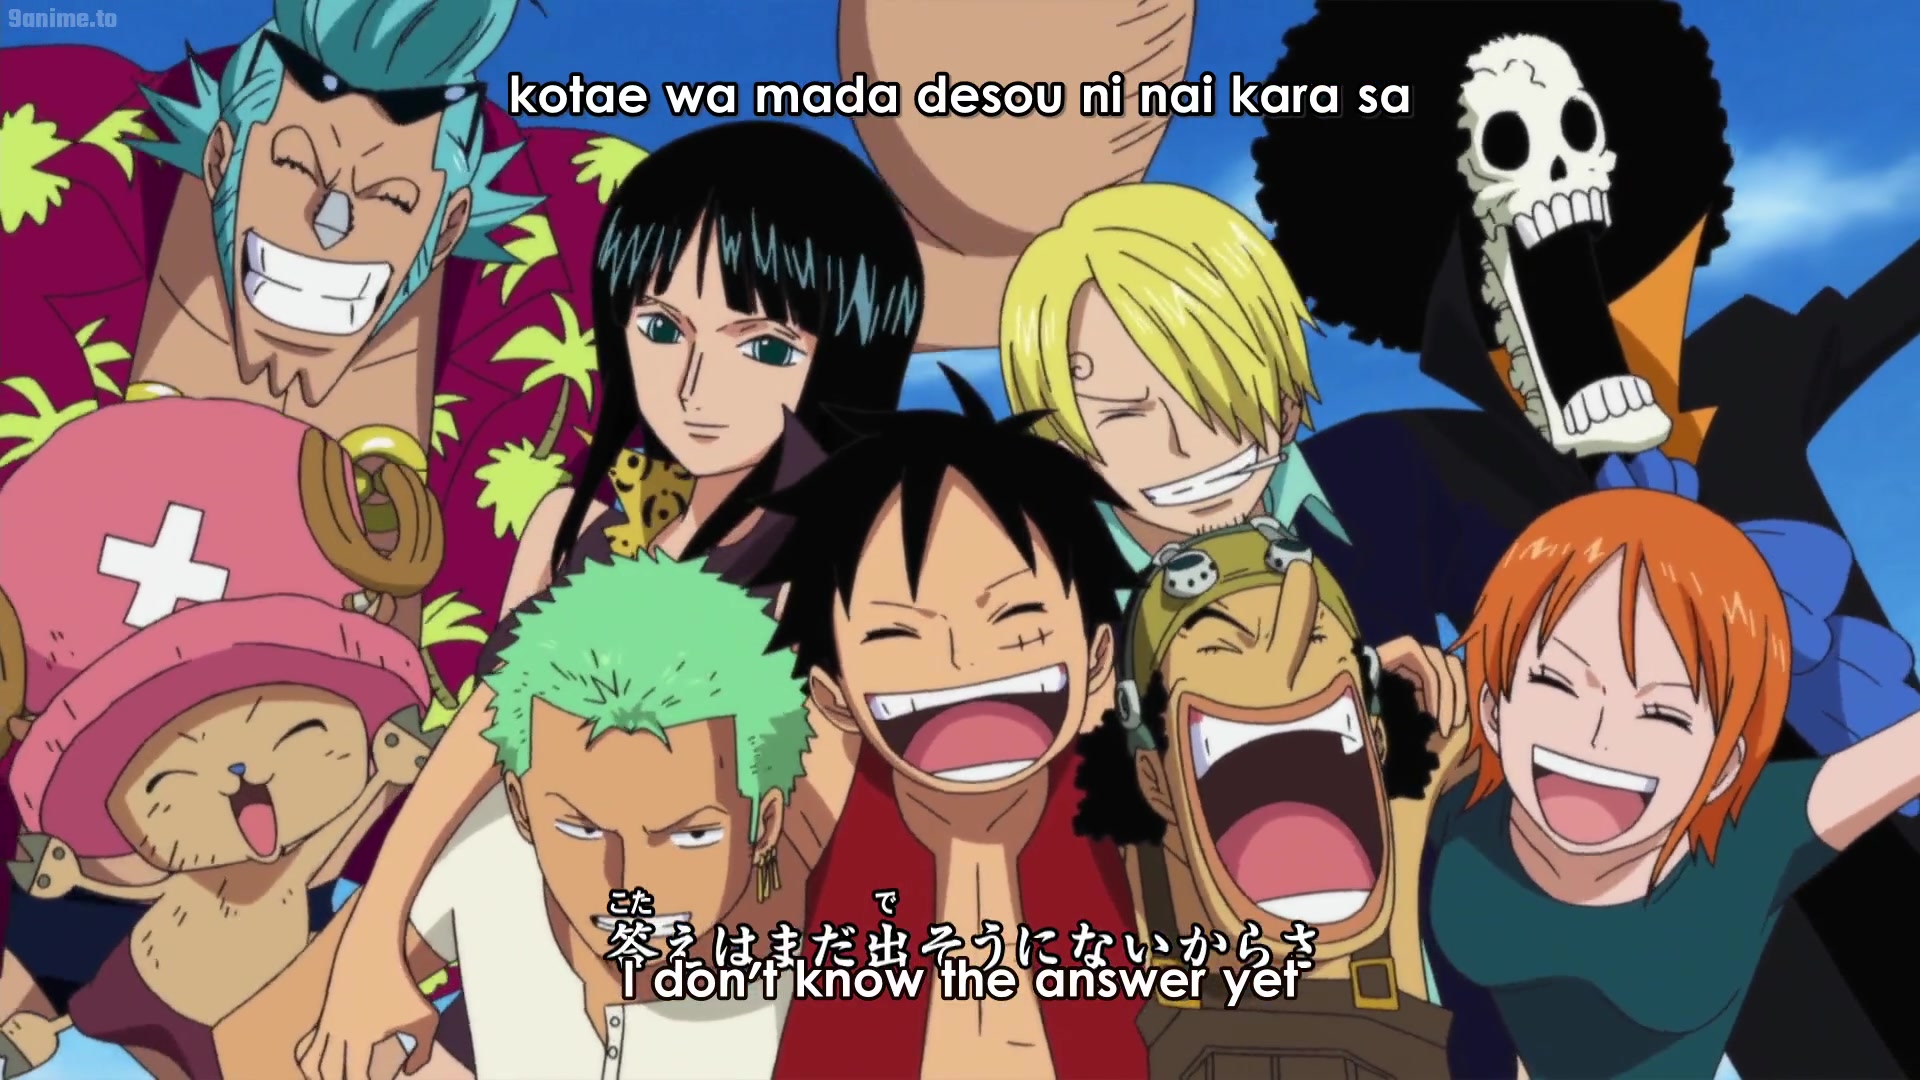 9anime.to
kotae wa mada desou ni nai kara sa
こた で
答えはまだ出そうにないからさ
I don't know the answer yet